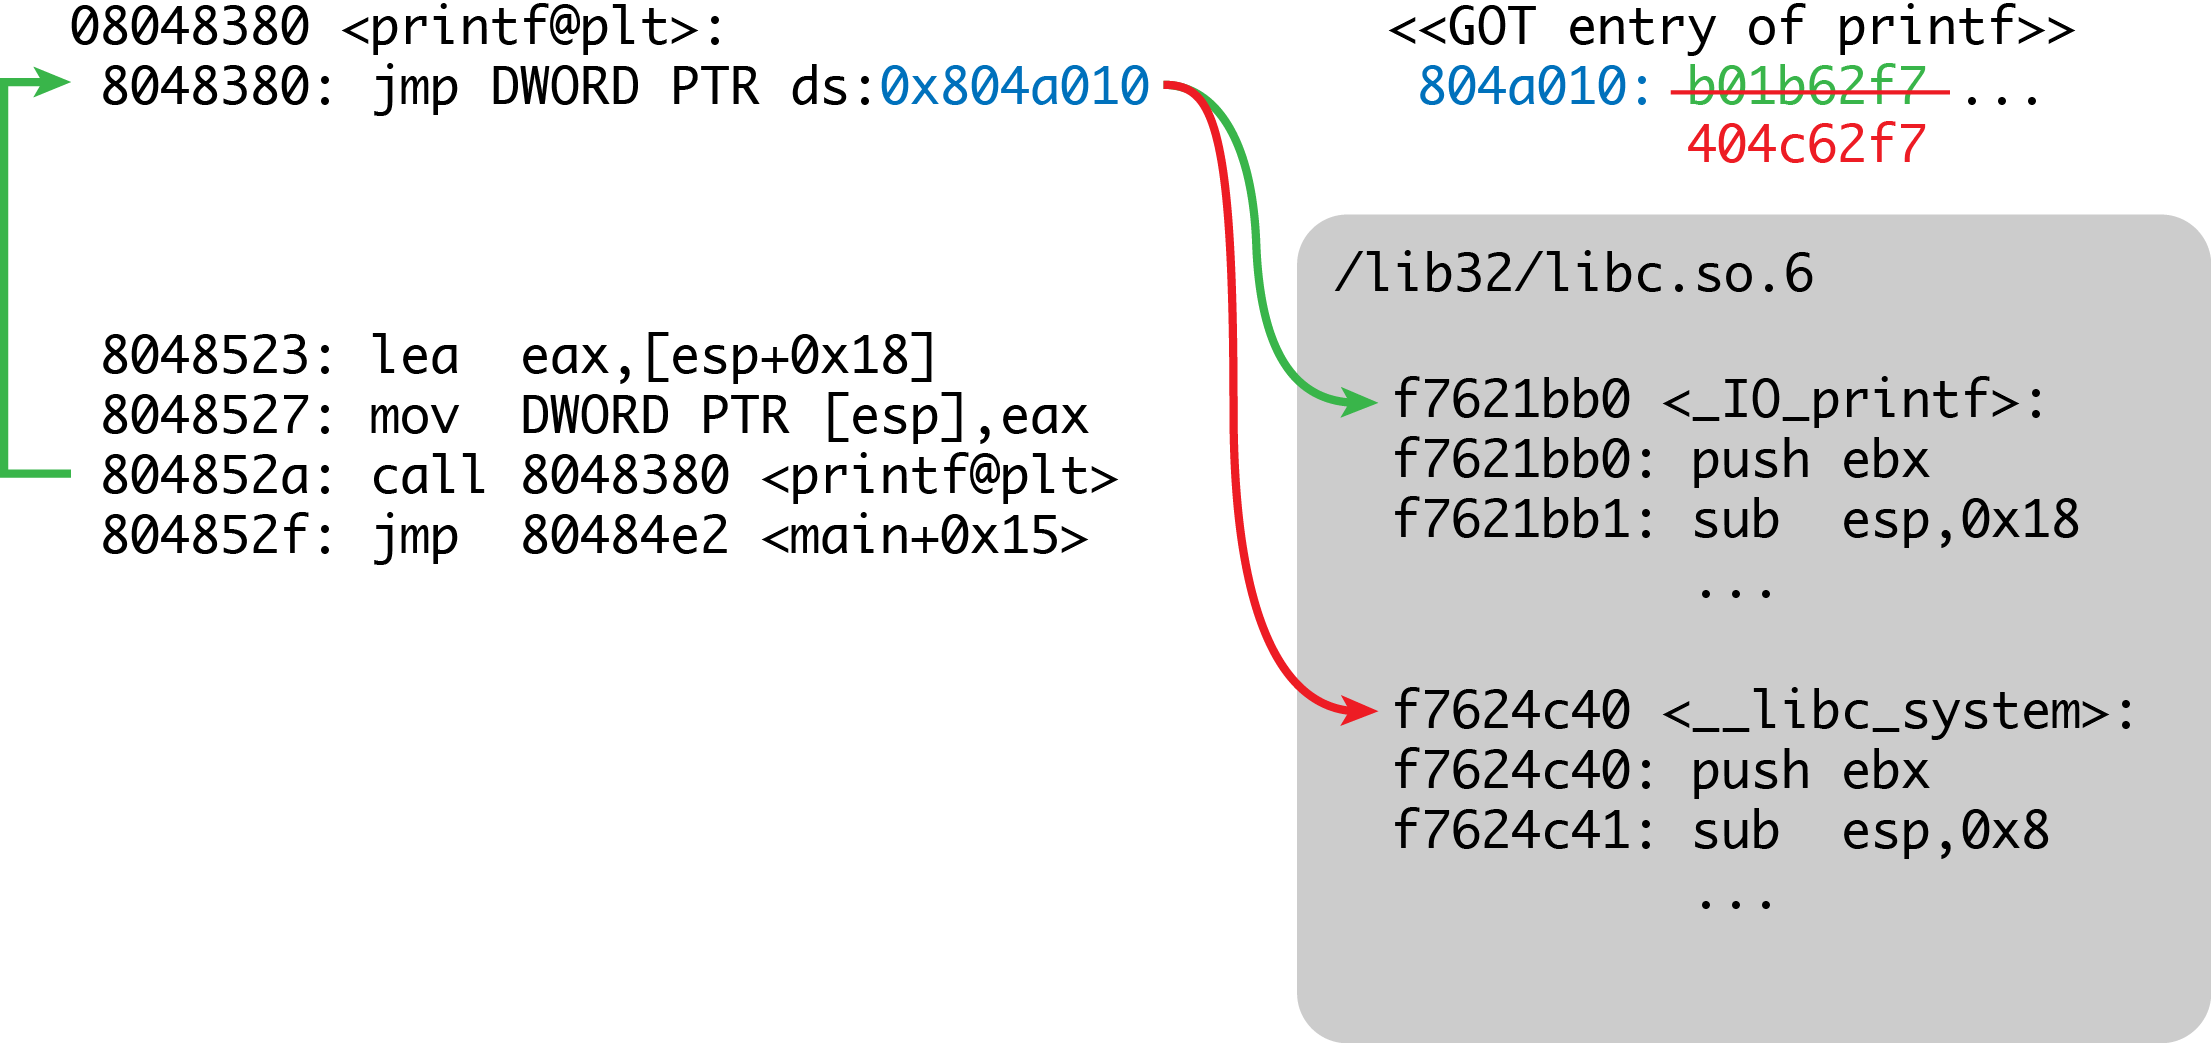 08048380 <printf@plt>:
8048380: jmp DWORD PTR ds:0x804a010
8048523: lea eax,[esp+0x18]
8048527: mov DWORD PTR [esp],eax
804852a: call 8048380 <printf@plt>
804852f: jmp 80484e2 <main+0x15>
<<GOT entry of printf>>
804a010: b01b62f7 ...
404c62f7
/lib32/libc.so.6
f7621bb0 <_IO_printf>:
f7621bb0: push ebx
f7621bb1: sub esp,0x18
...
f7624c40 <__libc_system>:
f7624c40: push ebx
f7624c41: sub esp,0x8
...